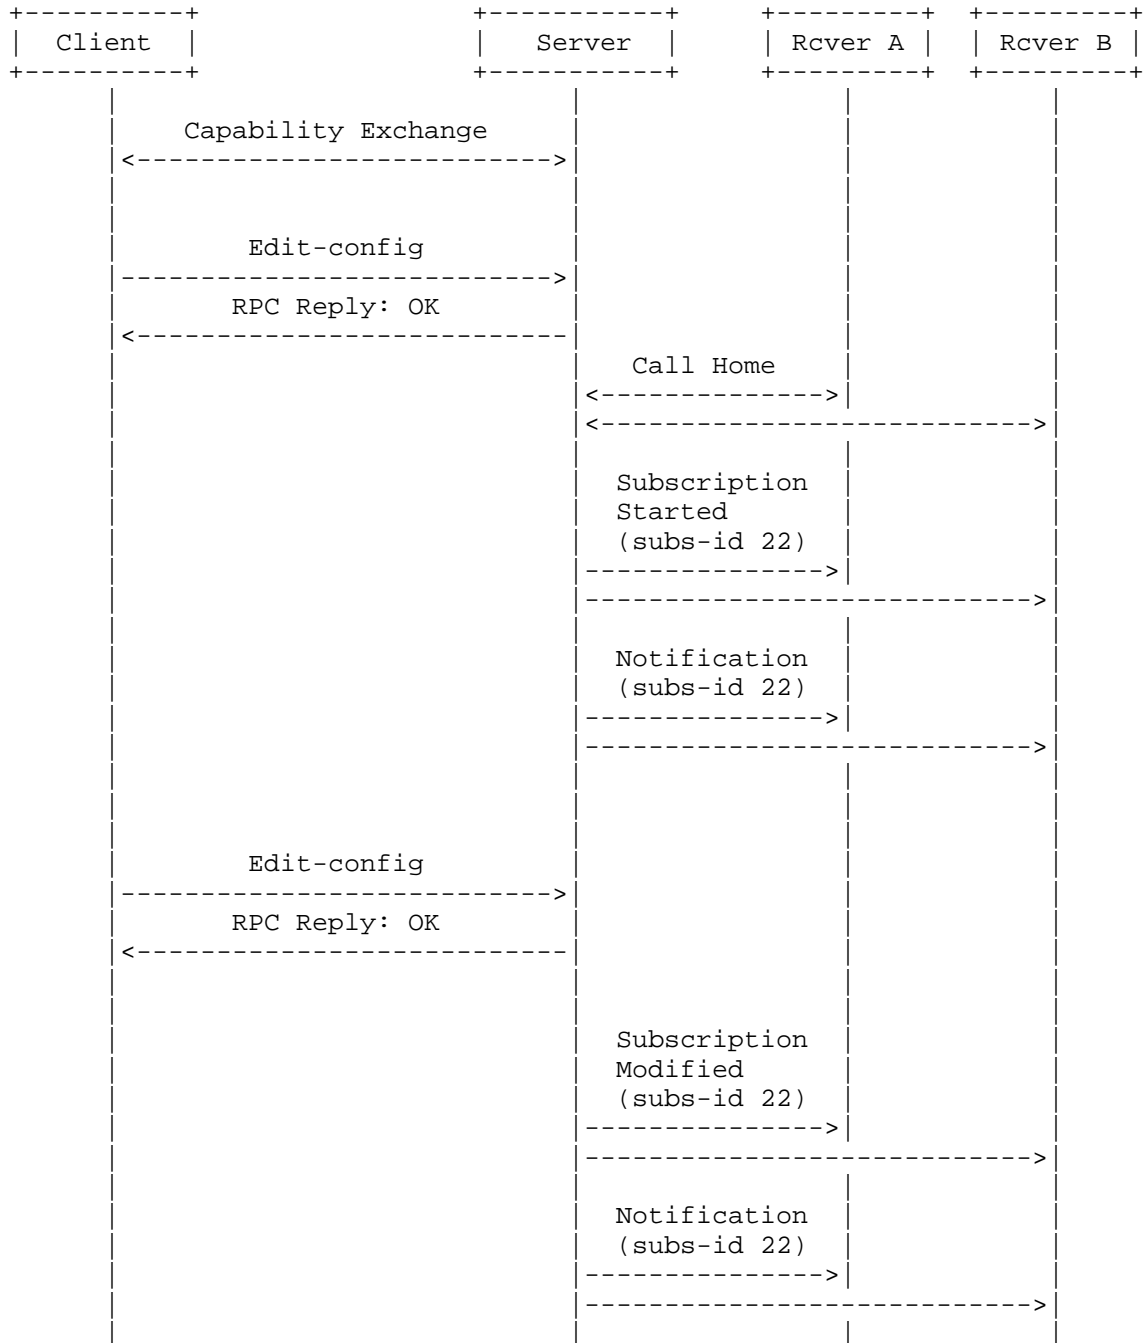 Client Server Rcver A Rcver B
Capability Exchange
Edit-config
RPC Reply: OK
Call Home
Subscription
Started
(subs-id 22)
Notification
(subs-id 22)
Edit-config
RPC Reply: OK
Subscription
Modified
(subs-id 22)
Notification
(subs-id 22)